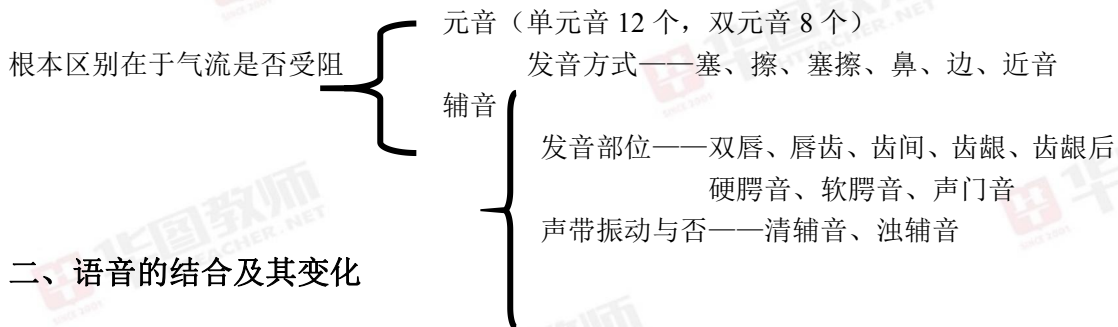 元音（单元音 12 个，双元音 8 个）
根本区别在于气流是否受阻
发音方式——塞、擦、塞擦、鼻、边、近音
辅音
发音部位——双唇、唇齿、齿间、齿龈、齿龈后
硬腭音、软腭音、声门音
声带振动与否——清辅音、浊辅音
二、语音的结合及其变化
华图教师